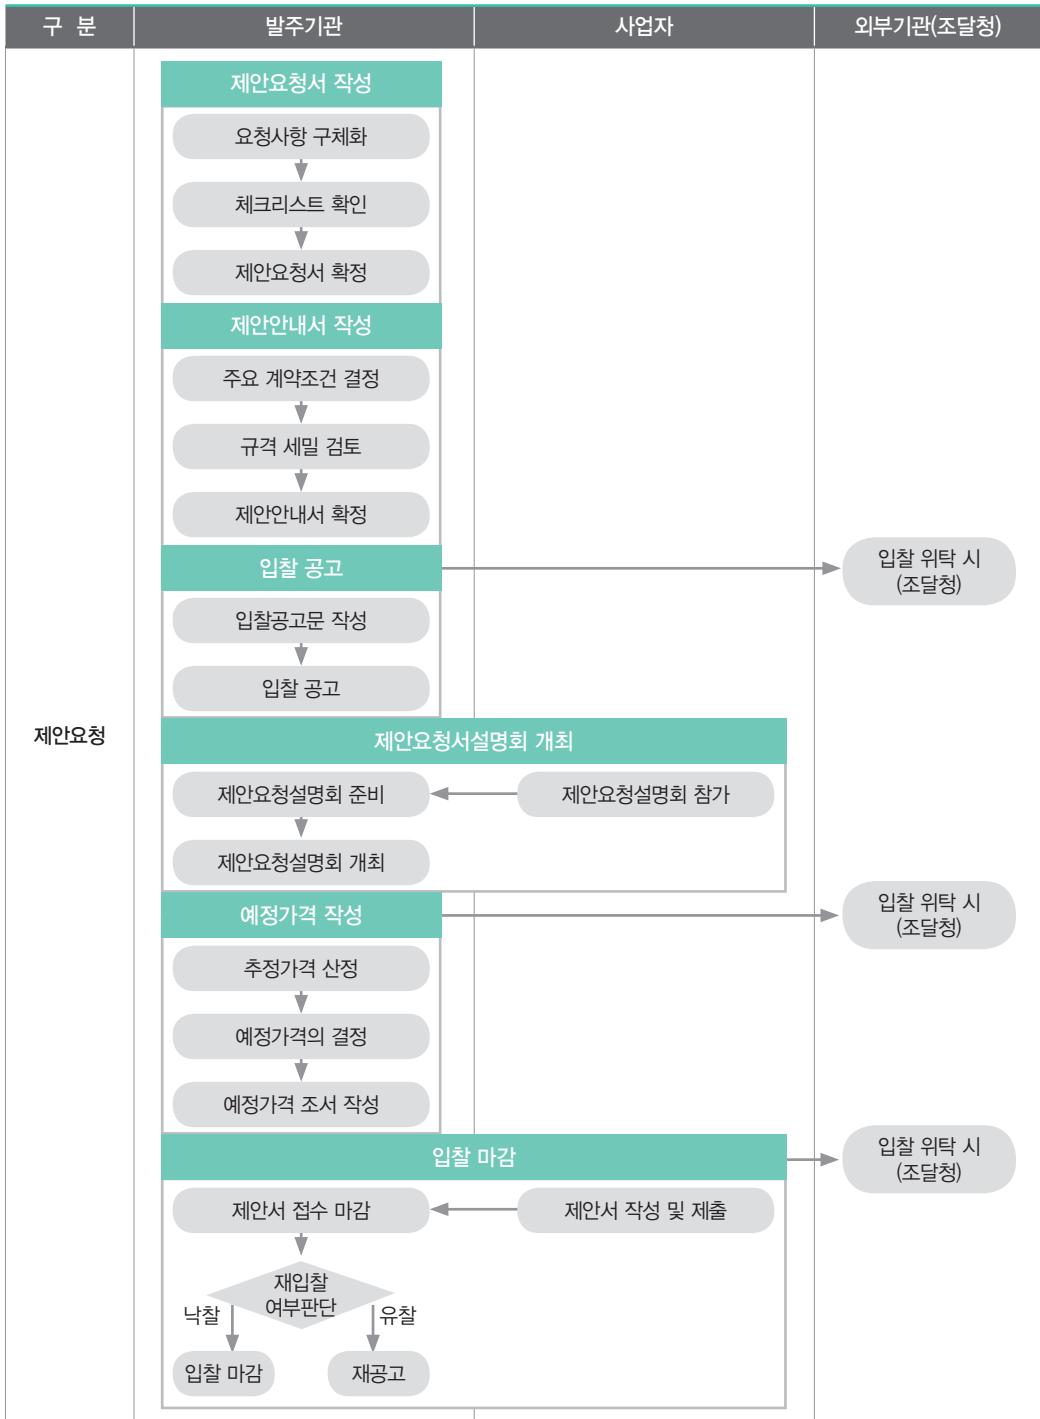 구 분 발주기관 사업자 외부기관(조달청)
제안요청서 작성
요청사항 구체화
체크리스트 확인
제안요청서 확정
제안안내서 작성
주요 계약조건 결정
규격 세밀 검토
제안안내서 확정
입찰 공고
입찰 위탁 시
(조달청)
입찰공고문 작성
입찰 공고
제안요청
제안요청서설명회 개최
제안요청설명회 준비 제안요청설명회 참가
제안요청설명회 개최
예정가격 작성
입찰 위탁 시
(조달청)
추정가격 산정
예정가격의 결정
예정가격 조서 작성
입찰 마감
입찰 위탁 시
(조달청)
제안서 접수 마감 제안서 작성 및 제출
재입찰
여부판단
낙찰 유찰
입찰 마감 재공고